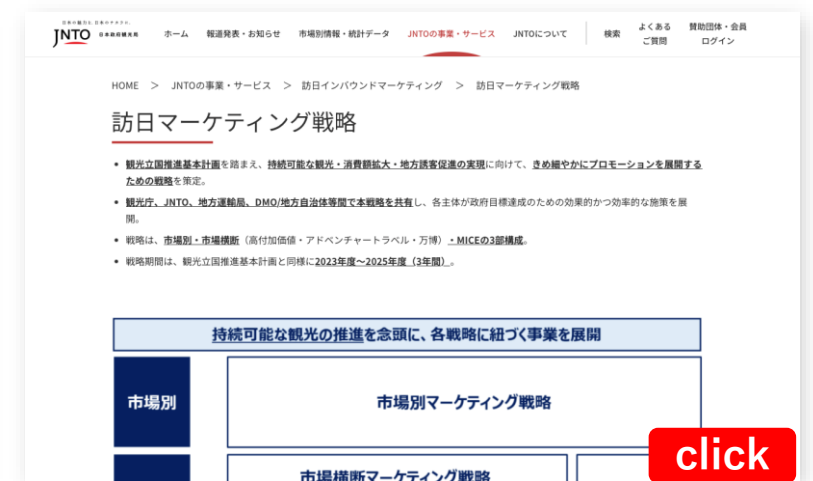 日本の魅力を、日本のチカラに。
JNTO 日本政府観光局
ホーム 報道発表・お知らせ 市場別情報・統計データ JNTOの事業・サービス JNTOについて 検索 よくある ご質問 賛助団体・会員 ログイン
HOME > JNTOの事業・サービス > 訪日インバウンドマーケティング > 訪日マーケティング戦略
訪日マーケティング戦略
• 観光立国推進基本計画を踏まえ、持続可能な観光・消費額拡大・地方誘客促進の実現に向けて、きめ細やかにプロモーションを展開する
ための戦略を策定。
• 観光庁、JNTO、地方運輸局、DMO/地方自治体等間で本戦略を共有し、各主体が政府目標達成のための効果的かつ効率的な施策を展
開。
• 戦略は、市場別・市場横断（高付加価値・アドベンチャートラベル・万博）・MICEの3部構成。
• 戦略期間は、観光立国推進基本計画と同様に2023年度～2025年度（3年間）。
持続可能な観光の推進を念頭に、各戦略に紐づく事業を展開
市場別
市場別マーケティング戦略
市場横断マーケティング戦略
click